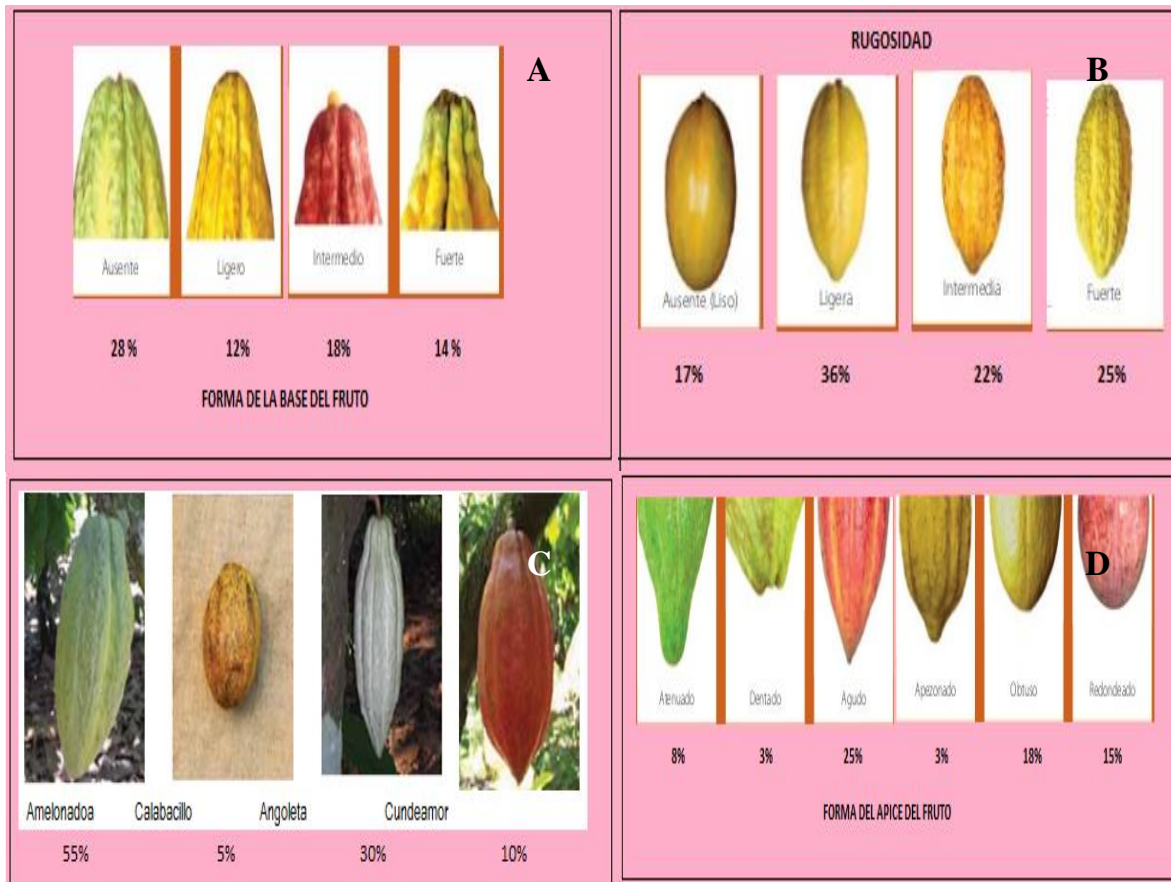 A
Ausente
Ligero
Intermedio
Fuerte
28 %
12%
18%
14 %
FORMA DE LA BASE DEL FRUTO
RUGOSIDAD
B
Ausente (Liso)
Ligera
Intermedia
Fuerte
17%
36%
22%
25%
C
Amelonadoa
Calabacillo
Angoleta
Cundeamor
55%
5%
30%
10%
D
Atenuado
Dentado
Agudo
Apezonado
Obtuso
Redondeado
8%
3%
25%
3%
18%
15%
FORMA DEL APICE DEL FRUTO